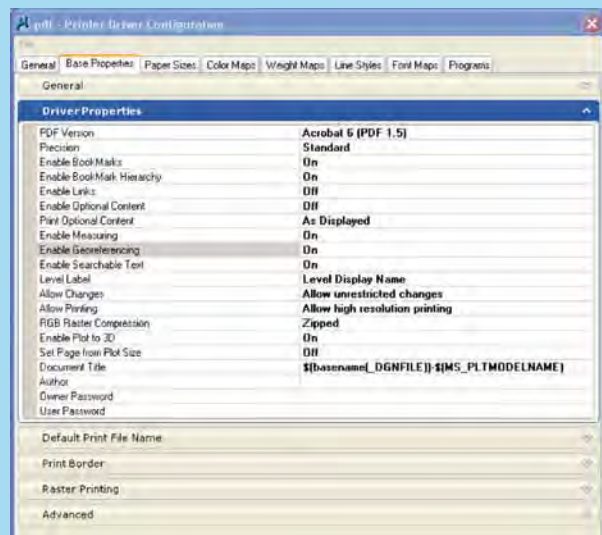 pdf - Printer Driver Configuration
File
General Base Properties Paper Sizes Color Maps Weight Maps Line Styles Font Maps Programs
General
Driver Properties
PDF Version Acrobat 6 (PDF 1.5)
Precision Standard
Enable BookMarks On
Enable BookMark Hierarchy On
Enable Links Off
Enable Optional Content Off
Print Optional Content As Displayed
Enable Measuring On
Enable Georeferencing On
Enable Searchable Text On
Level Label Level Display Name
Allow Changes Allow unrestricted changes
Allow Printing Allow high resolution printing
RGB Raster Compression Zipped
Enable Plot to 3D On
Set Page from Plot Size Off
Document Title $(basename(_DGNFILE))-$(MS_PLTMODELNAME)
Author
Owner Password
User Password
Default Print File Name
Print Border
Raster Printing
Advanced